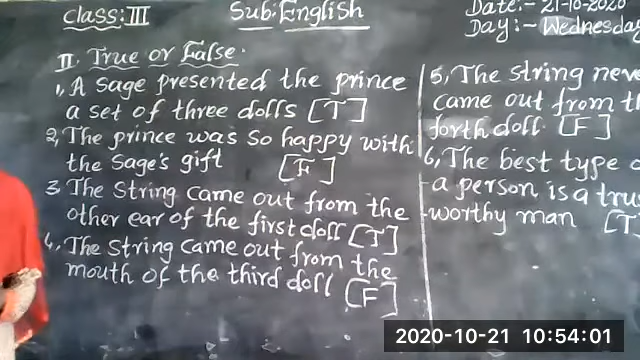 Class: III
Sub: English
Date:- 21-10-2020
Day:- Wednesday
II. True or False.
1, A Sage presented the prince
a set of three dolls [T]
2, The prince was so happy with
the Sage's gift [F]
3 The String came out from the
other ear of the first doll [T]
4, The String came out from the
mouth of the third doll [F]
5, The String
came out from
forth doll. [F]
6, The best type
a person is a
worthy man [T
2020-10-21 10:54:01